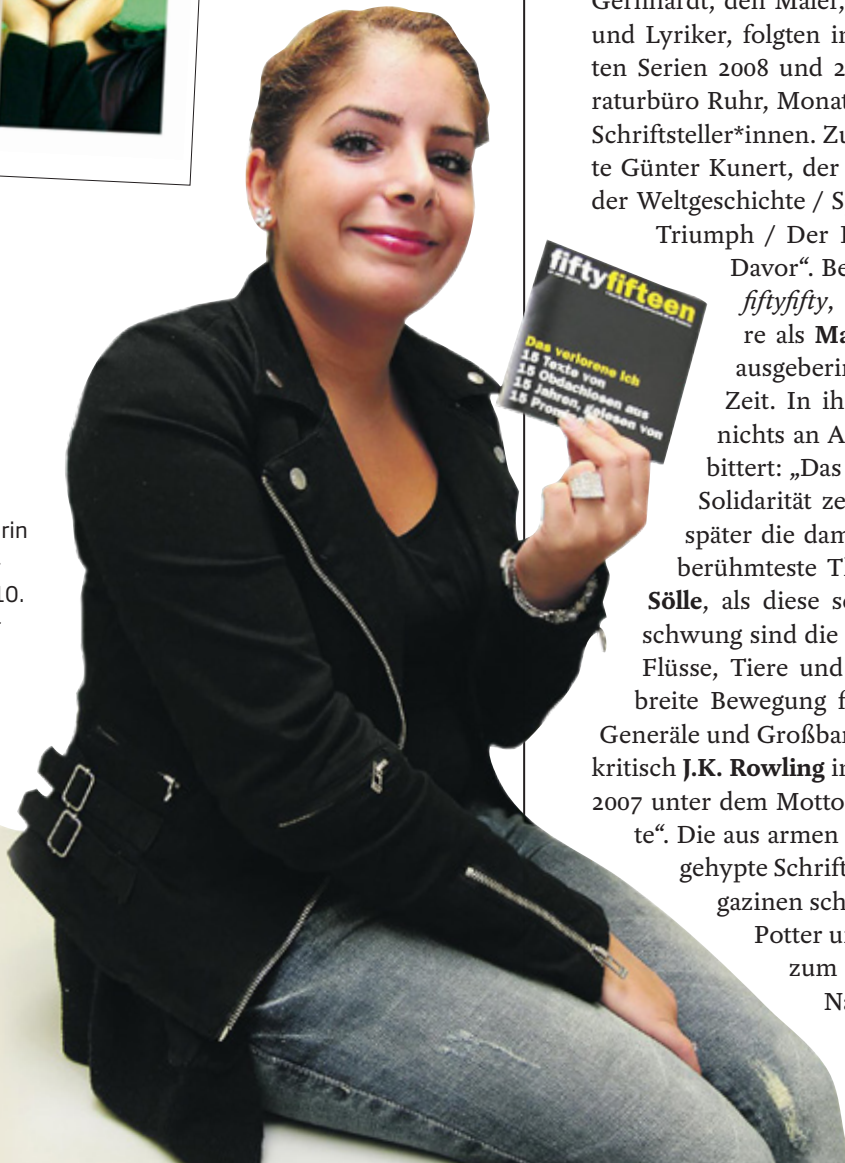 rin
10.
fiftyfifteen
Das verlorene Ich
15 Texte von
15 Obdachlosen aus
15 Jahren, gelesen von
15
Gernhardt, den Maler,
und Lyriker, folgten in
ten Serien 2008 und 2
raturbüro Ruhr, Monat
Schriftsteller*innen. Zu
te Günter Kunert, der
der Weltgeschichte / S
Triumph / Der
Davor“. Be
fiftyfifty,
re als Ma
ausgeberin
Zeit. In ih
nichts an A
bittert: „Das
Solidarität ze
später die dam
berühmteste Th
Sölle, als diese se
schwung sind die
Flüsse, Tiere und
breite Bewegung f
Generäle und Großban
kritisch J.K. Rowling in
2007 unter dem Motto
te“. Die aus armen
gehypte Schrift
gazinen sch
Potter un
zum
Na